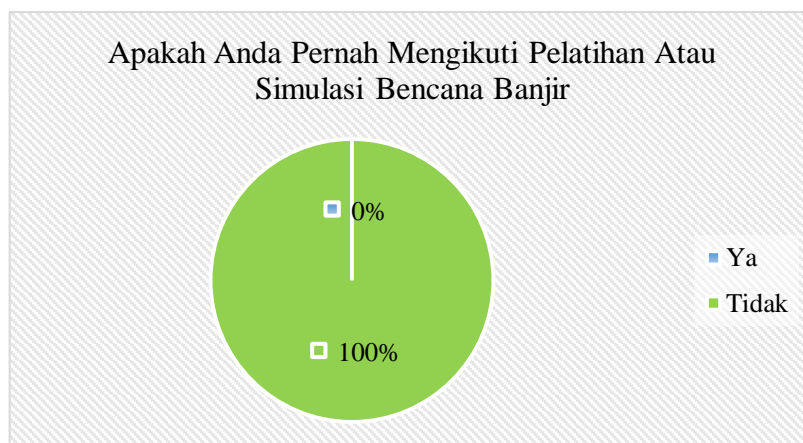 Apakah Anda Pernah Mengikuti Pelatihan Atau
Simulasi Bencana Banjir
0%
100%
Ya
Tidak